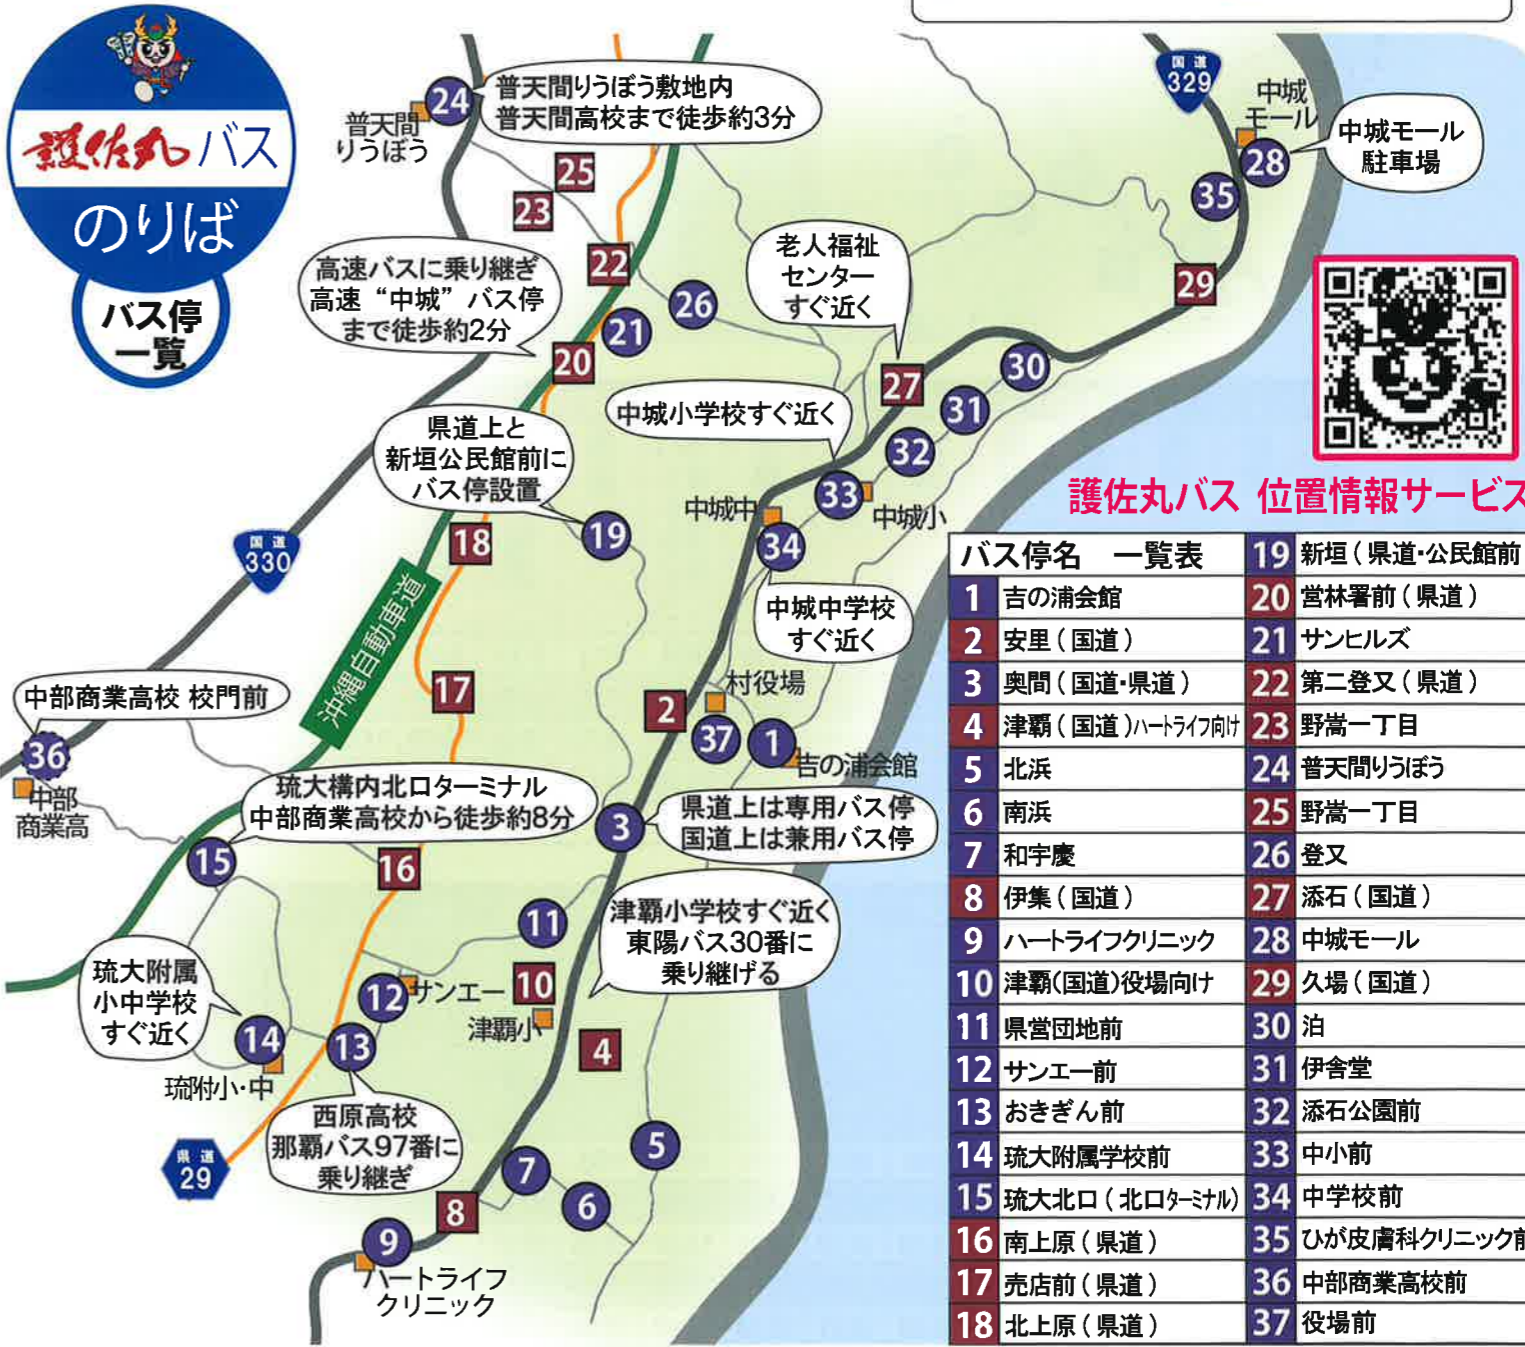 護佐丸バス
のりば
バス停
一覧
24
普天間りうぼう敷地内
普天間高校まで徒歩約3分
普天間
りうぼう
25
23
22
国道
329
中城
モール
28
中城モール
駐車場
35
29
高速バスに乗り継ぎ
高速“中城”バス停
まで徒歩約2分
20
21
26
老人福祉
センター
すぐ近く
27
30
31
32
中城小学校すぐ近く
33
中城小
中城中
34
中城中学校
すぐ近く
県道上と
新垣公民館前に
バス停設置
19
18
国道
330
沖縄自動車道
17
中部商業高校 校門前
36
中部
商業高
2
村役場
37
1
吉の浦会館
琉大構内北口ターミナル
中部商業高校から徒歩約8分
15
16
3
県道上は専用バス停
国道上は兼用バス停
11
津覇小学校すぐ近く
東陽バス30番に
乗り継げる
琉大附属
小中学校
すぐ近く
12
サンエー
10
津覇小
14
13
琉附小・中
4
西原高校
那覇バス97番に
乗り継ぎ
県道
29
5
7
6
8
9
ハートライフ
クリニック
護佐丸バス 位置情報サービス
バス停名 一覧表
1 吉の浦会館
2 安里(国道)
3 奥間(国道・県道)
4 津覇(国道)ハートライフ向け
5 北浜
6 南浜
7 和宇慶
8 伊集(国道)
9 ハートライフクリニック
10 津覇(国道)役場向け
11 県営団地前
12 サンエー前
13 おきぎん前
14 琉大附属学校前
15 琉大北口(北口ターミナル)
16 南上原(県道)
17 売店前(県道)
18 北上原(県道)
19 新垣(県道・公民館前
20 営林署前(県道)
21 サンヒルズ
22 第二登又(県道)
23 野嵩一丁目
24 普天間りうぼう
25 野嵩一丁目
26 登又
27 添石(国道)
28 中城モール
29 久場(国道)
30 泊
31 伊舎堂
32 添石公園前
33 中小前
34 中学校前
35 ひが皮膚科クリニック前
36 中部商業高校前
37 役場前